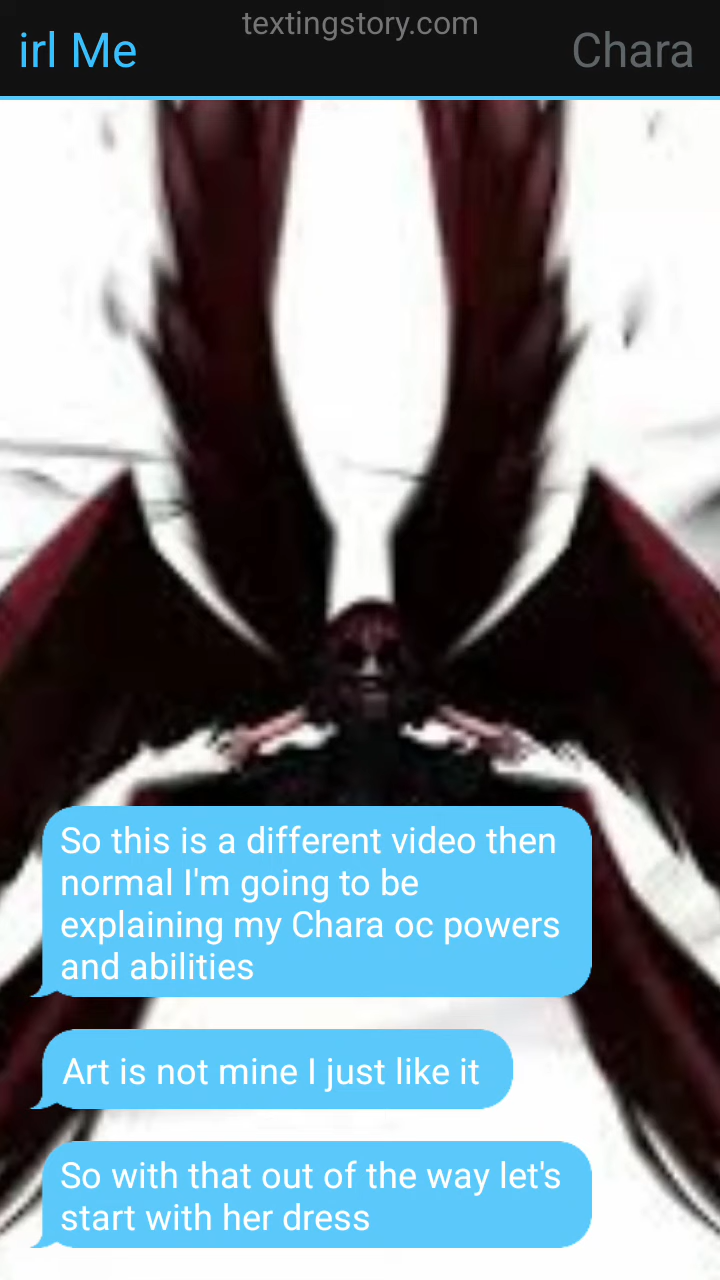 textingstory.com
irl Me
Chara
So this is a different video then
normal I'm going to be
explaining my Chara oc powers
and abilities
Art is not mine I just like it
So with that out of the way let's
start with her dress